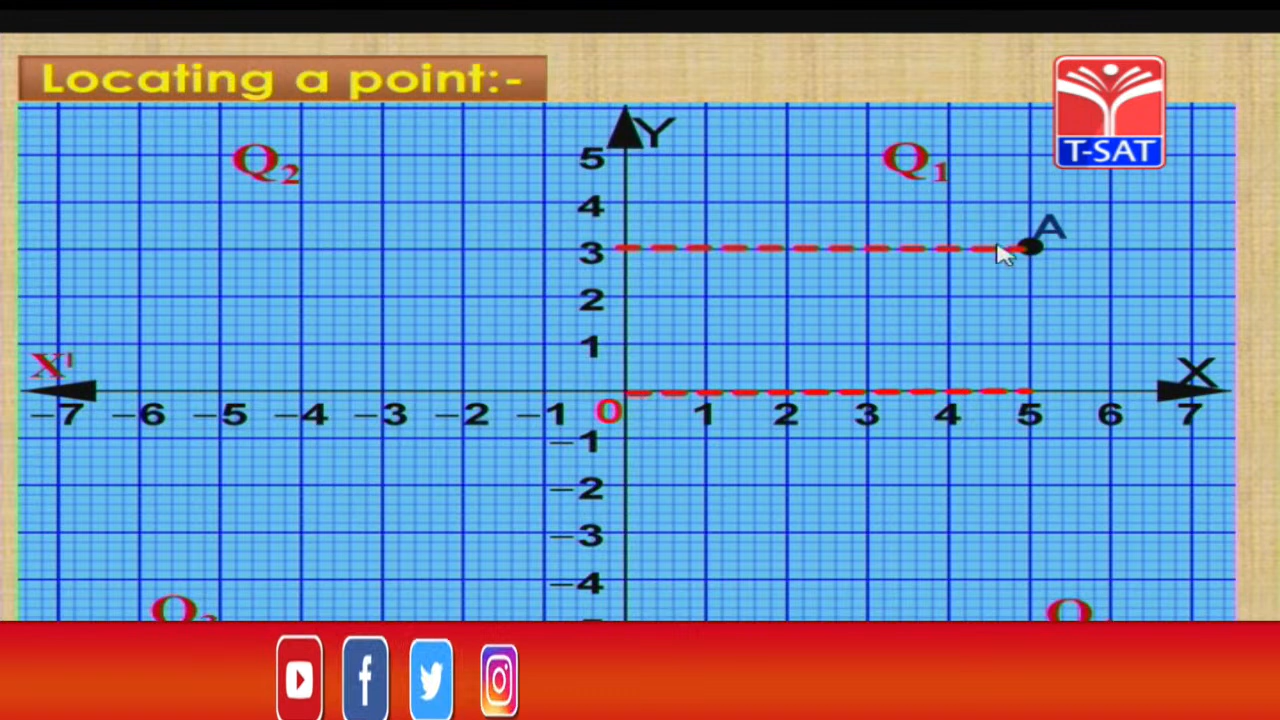 Locating a point:-
T-SAT
Y
Q₂
Q₁
5
4
A
3
2
1
X'
X
-7 -6 -5 -4 -3 -2 -1 0 1 2 3 4 5 6 7
-1
-2
-3
-4
Q